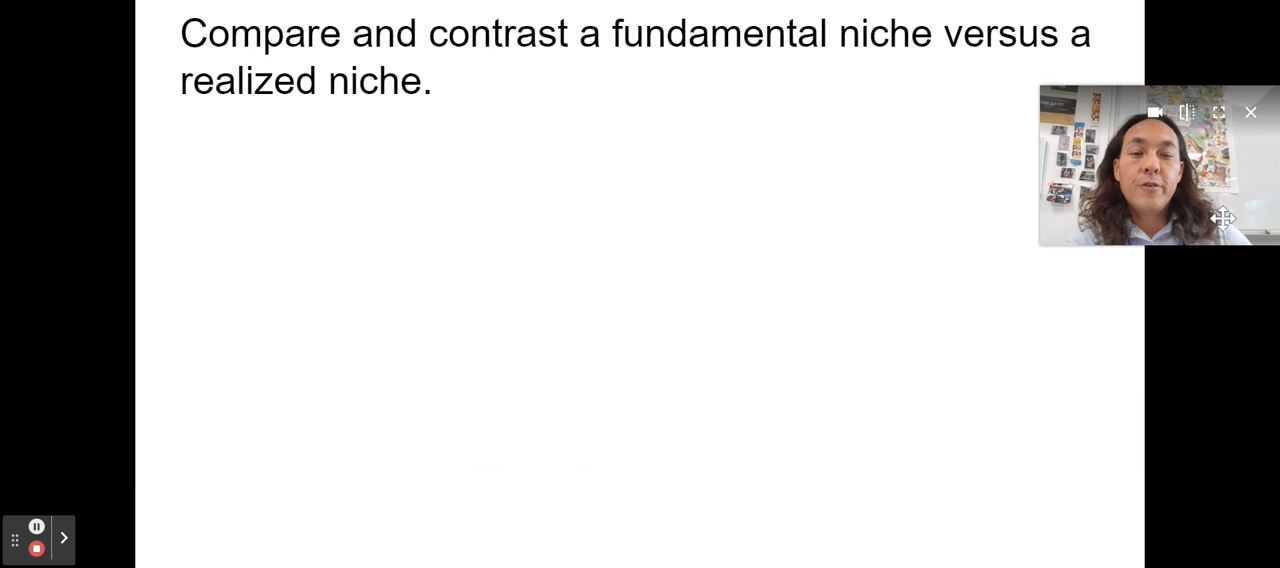 Compare and contrast a fundamental niche versus a
realized niche.